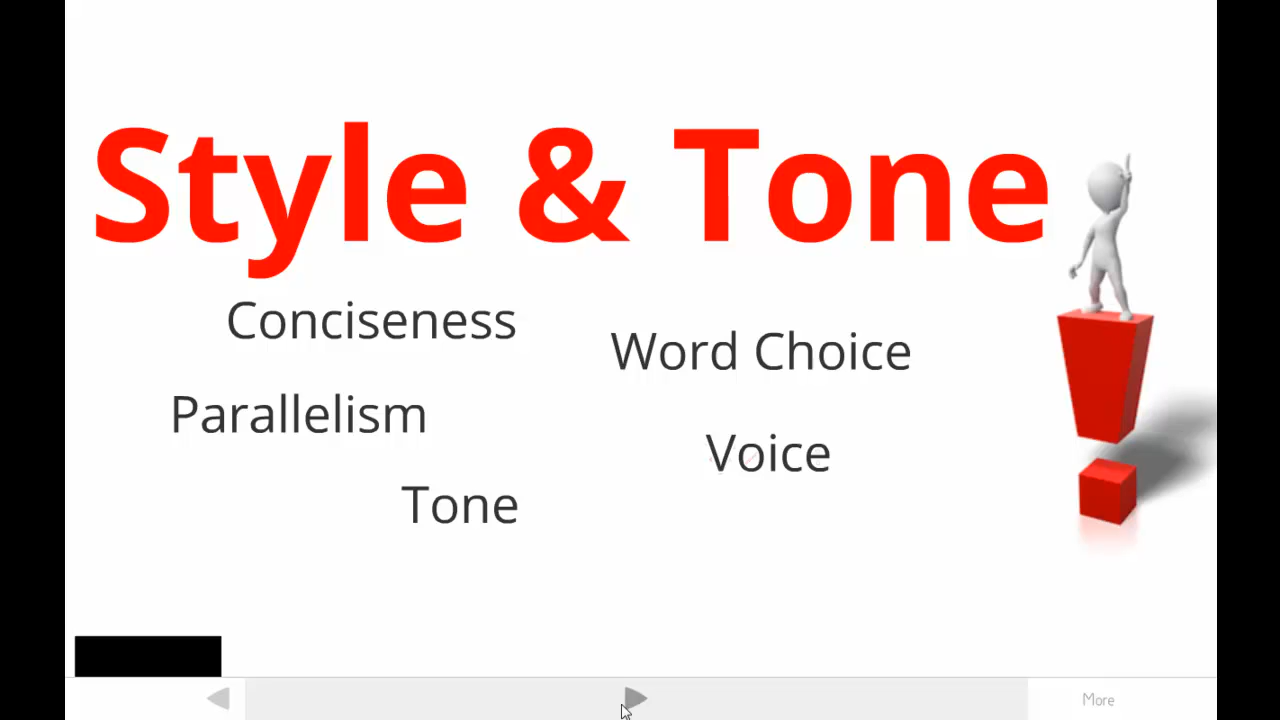 Style & Tone
Conciseness
Word Choice
Parallelism
Voice
Tone
More